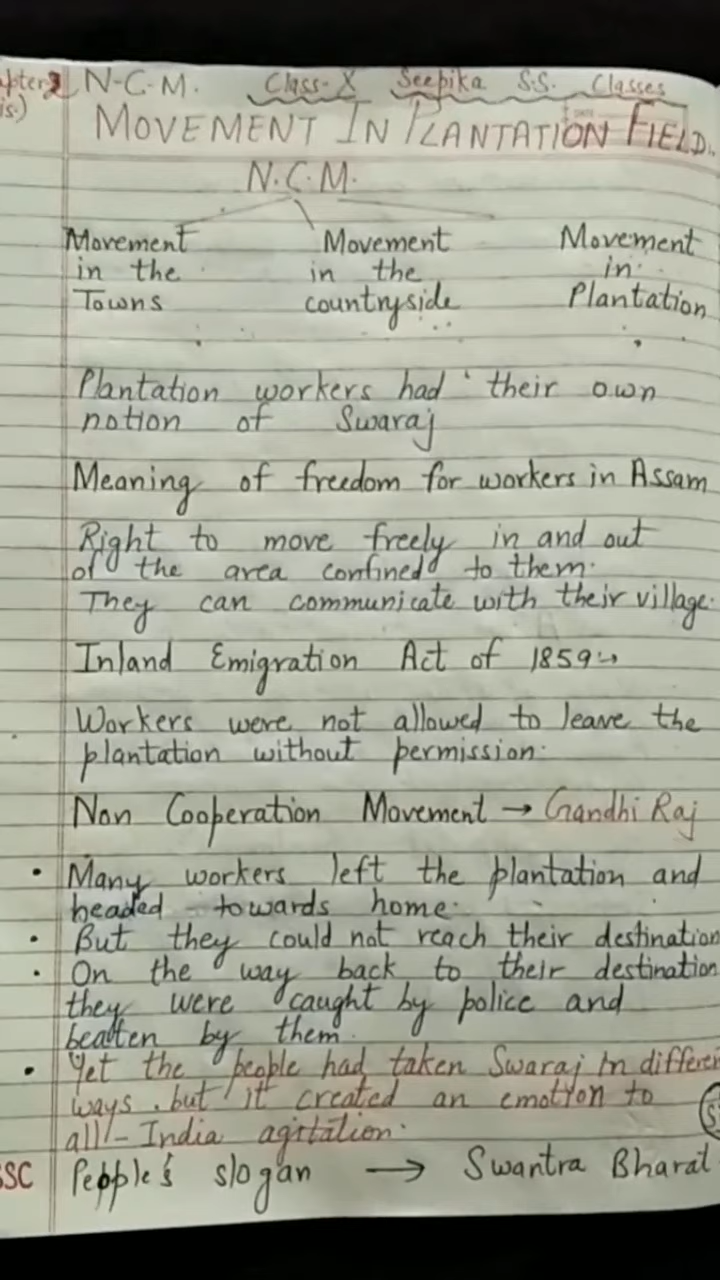 N-C-M. Class-X Seepika S.S. Classes
MOVEMENT IN PLANTATION FIELD..
N.C.M.
Movement in the Towns
Movement in the countryside
Movement in Plantation
Plantation workers had their own
notion of Swaraj
Meaning of freedom for workers in Assam
Right to move freely in and out
of the area confined to them.
They can communicate with their village.
Inland Emigration Act of 1859
Workers were not allowed to leave the
plantation without permission.
Non Cooperation Movement → Gandhi Raj
• Many workers left the plantation and
headed towards home.
• But they could not reach their destination
• On the way back to their destination
they were caught by police and
beaten by them.
• Yet the people had taken Swaraj in differen
ways. but it created an emotion to
all-India agitation.
SSC People's slogan → Swantra Bharat